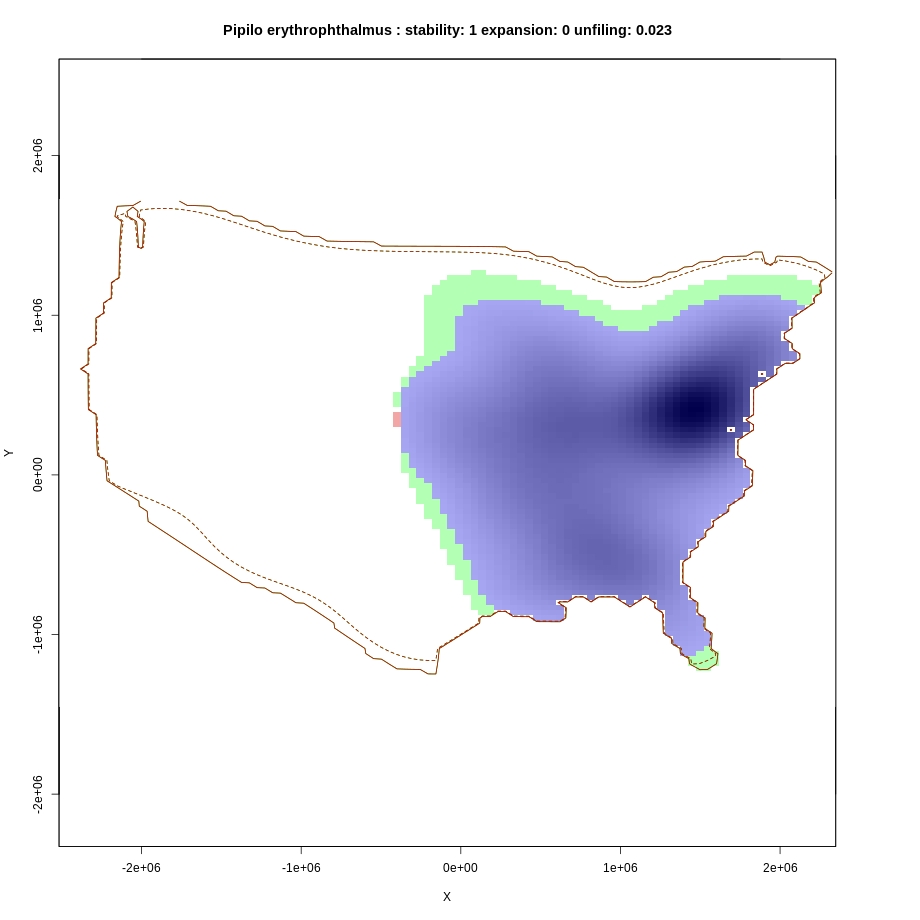 Pipilo erythrophthalmus : stability: 1 expansion: 0 unfiling: 0.023
2e+06
1e+06
Y
0e+00
-1e+06
-2e+06
-2e+06 -1e+06 0e+00 1e+06 2e+06
X